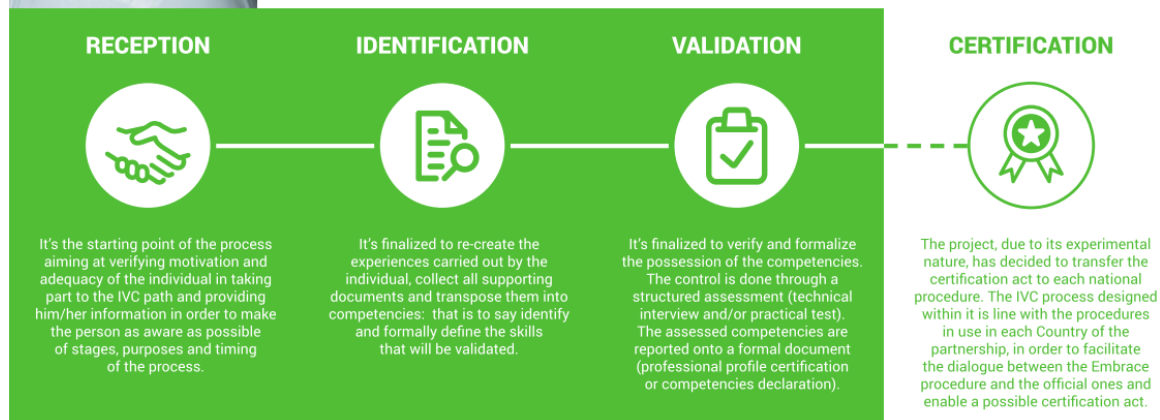 RECEPTION
It's the starting point of the process
aiming at verifying motivation and
adequacy of the individual in taking
part to the IVC path and providing
him/her information in order to make
the person as aware as possible
of stages, purposes and timing
of the process.
IDENTIFICATION
It's finalized to re-create the
experiences carried out by the
individual, collect all supporting
documents and transpose them into
competencies: that is to say identify
and formally define the skills
that will be validated.
VALIDATION
It's finalized to verify and formalize
the possession of the competencies.
The control is done through a
structured assessment (technical
interview and/or practical test).
The assessed competencies are
reported onto a formal document
(professional profile certification
or competencies declaration).
CERTIFICATION
The project, due to its experimental
nature, has decided to transfer the
certification act to each national
procedure. The IVC process designed
within it is line with the procedures
in use in each Country of the
partnership, in order to facilitate
the dialogue between the Embrace
procedure and the official ones and
enable a possible certification act.